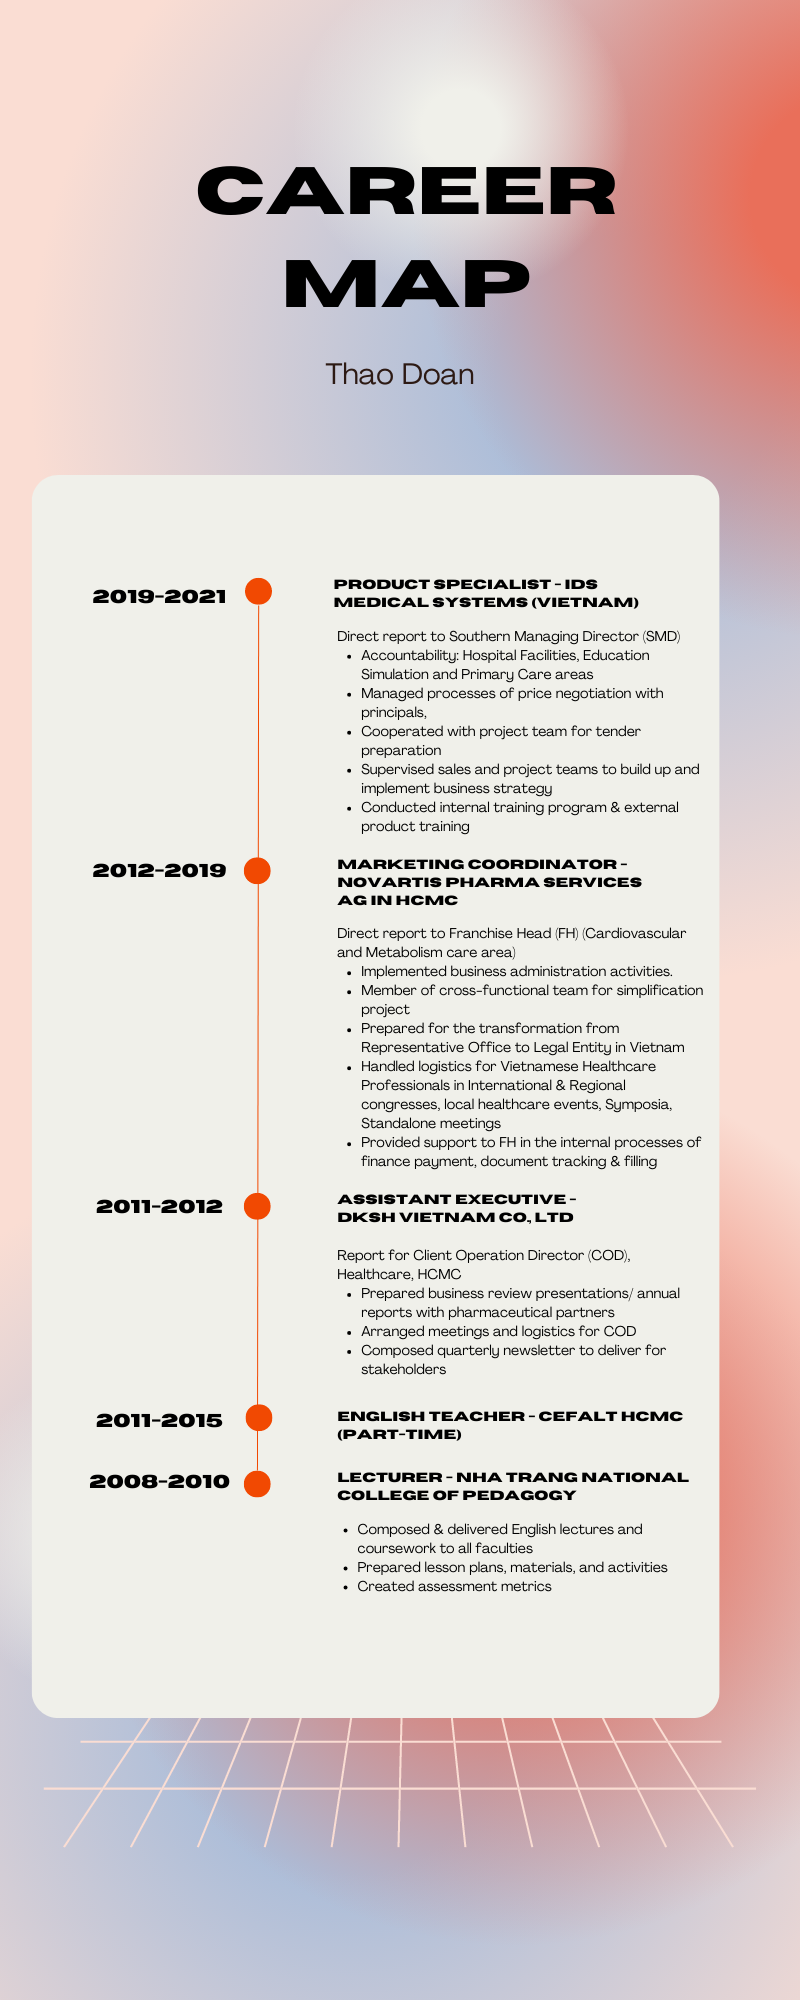 CAREER
MAP
Thao Doan
2019-2021
PRODUCT SPECIALIST - IDS
MEDICAL SYSTEMS (VIETNAM)
Direct report to Southern Managing Director (SMD)
• Accountability: Hospital Facilities, Education
Simulation and Primary Care areas
• Managed processes of price negotiation with
principals,
• Cooperated with project team for tender
preparation
• Supervised sales and project teams to build up and
implement business strategy
• Conducted internal training program & external
product training
2012-2019
MARKETING COORDINATOR -
NOVARTIS PHARMA SERVICES
AG IN HCMC
Direct report to Franchise Head (FH) (Cardiovascular
and Metabolism care area)
• Implemented business administration activities.
• Member of cross-functional team for simplification
project
• Prepared for the transformation from
Representative Office to Legal Entity in Vietnam
• Handled logistics for Vietnamese Healthcare
Professionals in International & Regional
congresses, local healthcare events, Symposia,
Standalone meetings
• Provided support to FH in the internal processes of
finance payment, document tracking & filling
2011-2012
ASSISTANT EXECUTIVE -
DKSH VIETNAM CO., LTD
Report for Client Operation Director (COD),
Healthcare, HCMC
• Prepared business review presentations/ annual
reports with pharmaceutical partners
• Arranged meetings and logistics for COD
• Composed quarterly newsletter to deliver for
stakeholders
2011-2015
ENGLISH TEACHER - CEFALT HCMC
(PART-TIME)
2008-2010
LECTURER - NHA TRANG NATIONAL
COLLEGE OF PEDAGOGY
• Composed & delivered English lectures and
coursework to all faculties
• Prepared lesson plans, materials, and activities
• Created assessment metrics